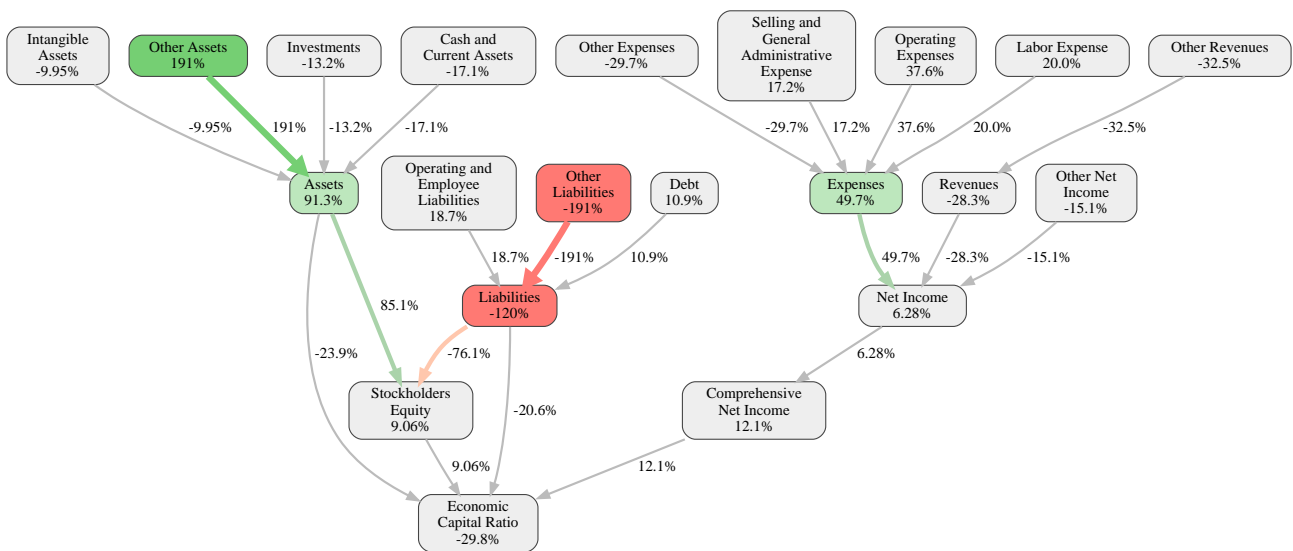 Intangible
Assets
-9.95%
Other Assets
191%
Investments
-13.2%
Cash and
Current Assets
-17.1%
Other Expenses
-29.7%
Selling and
General
Administrative
Expense
17.2%
Operating
Expenses
37.6%
Labor Expense
20.0%
Other Revenues
-32.5%
-9.95%
191%
-13.2%
-17.1%
-29.7%
17.2%
37.6%
20.0%
-32.5%
Assets
91.3%
Operating and
Employee
Liabilities
18.7%
Other
Liabilities
-191%
Debt
10.9%
Expenses
49.7%
Revenues
-28.3%
Other Net
Income
-15.1%
18.7%
-191%
10.9%
49.7%
-28.3%
-15.1%
85.1%
Liabilities
-120%
Net Income
6.28%
-23.9%
-76.1%
6.28%
Stockholders
Equity
9.06%
-20.6%
Comprehensive
Net Income
12.1%
9.06%
12.1%
Economic
Capital Ratio
-29.8%